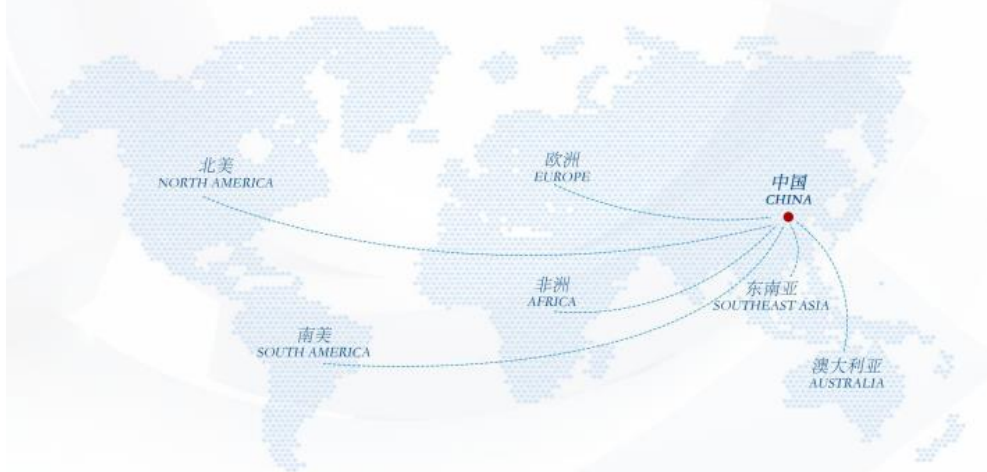 北美
NORTH AMERICA
欧洲
EUROPE
中国
CHINA
非洲
AFRICA
东南亚
SOUTHEAST ASIA
南美
SOUTH AMERICA
澳大利亚
AUSTRALIA